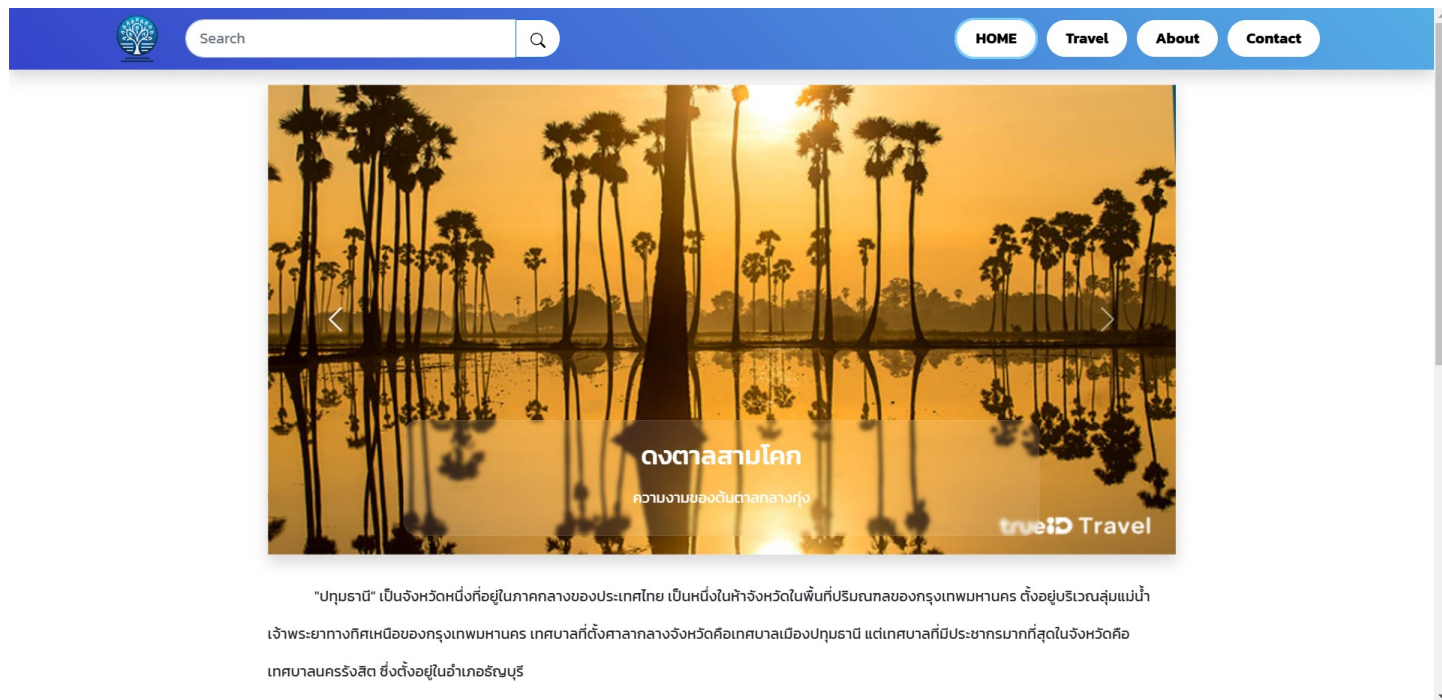 Search
HOME
Travel
About
Contact
ดงตาลสามโคก
ความงามของต้นตาลกลางทุ่ง
trueID Travel
"ปทุมธานี" เป็นจังหวัดหนึ่งที่อยู่ในภาคกลางของประเทศไทย เป็นหนึ่งในห้าจังหวัดในพื้นที่ปริมณฑลของกรุงเทพมหานคร ตั้งอยู่บริเวณลุ่มแม่น้ำ
เจ้าพระยาทางทิศเหนือของกรุงเทพมหานคร เทศบาลที่ตั้งศาลากลางจังหวัดคือเทศบาลเมืองปทุมธานี แต่เทศบาลที่มีประชากรมากที่สุดในจังหวัดคือ
เทศบาลนครรังสิต ซึ่งตั้งอยู่ในอำเภอธัญบุรี